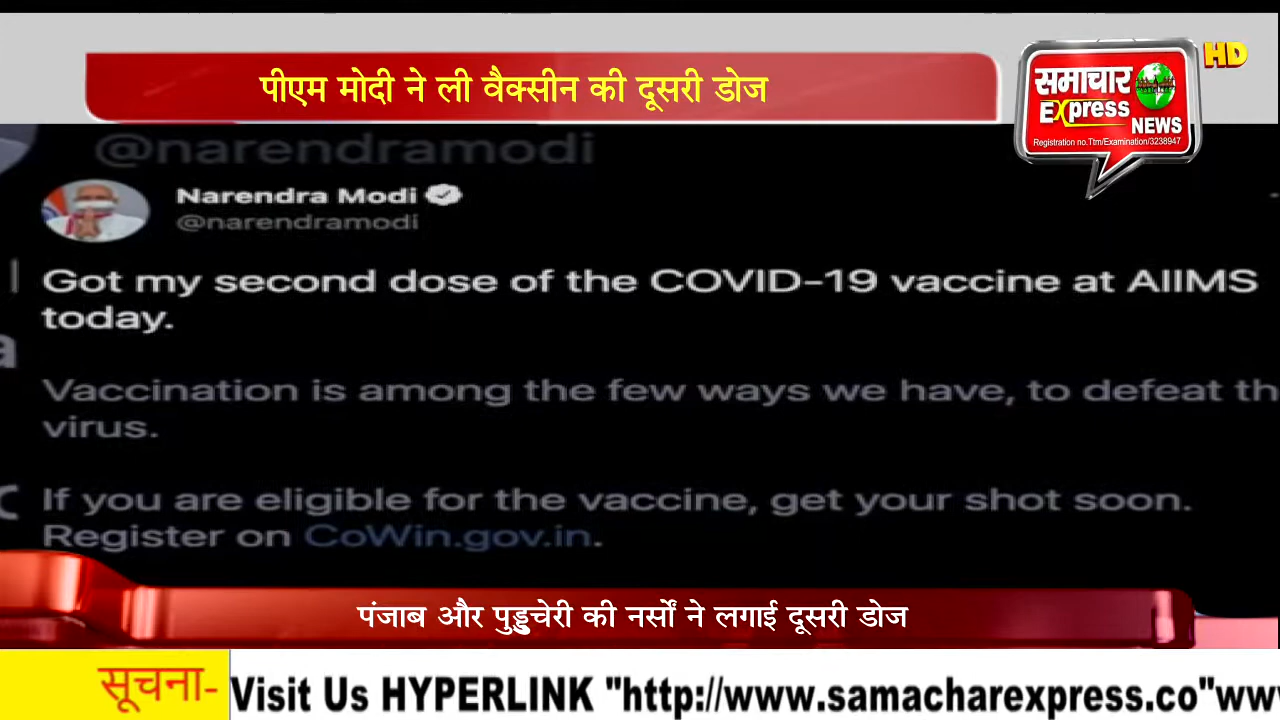 पीएम मोदी ने ली वैक्सीन की दूसरी डोज
HD
समाचार
Express
NEWS
Registration no.Ttm/Examination/3238947
@narendramodi
Narendra Modi
@narendramodi
Got my second dose of the COVID-19 vaccine at AIIMS
today.
Vaccination is among the few ways we have, to defeat th
virus.
If you are eligible for the vaccine, get your shot soon.
Register on CoWin.gov.in.
पंजाब और पुड्डुचेरी की नर्सों ने लगाई दूसरी डोज
सूचना- Visit Us HYPERLINK "http://www.samacharexpress.co"www